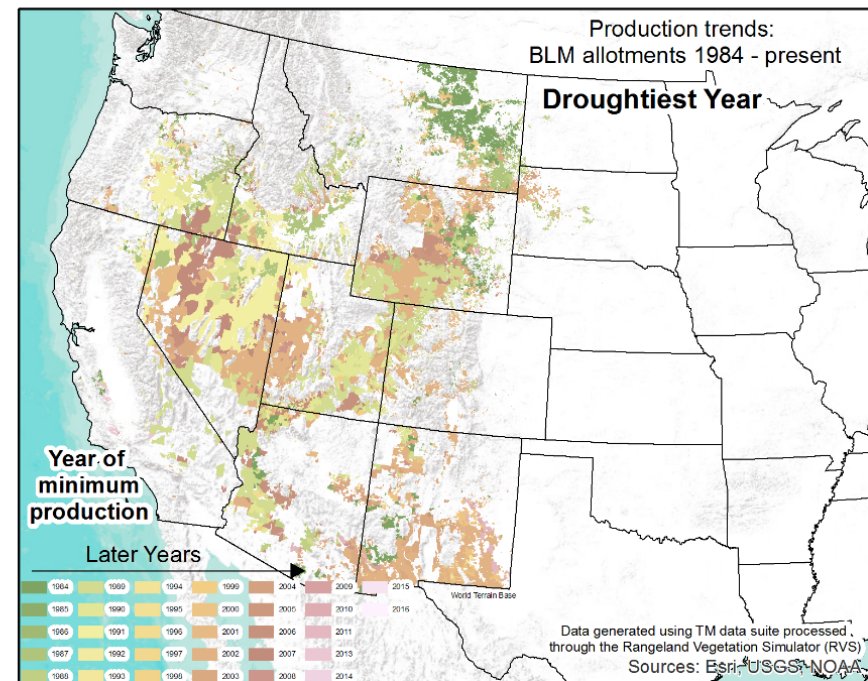 Production trends:
BLM allotments 1984 - present
Droughtiest Year
Year of
minimum
production
Later Years
World Terrain Base
1984 1969 1994 1999 2004 2009 2015
1985 1990 1995 2000 2005 2010 2016
1986 1991 1996 2001 2006 2011
1987 1992 1997 2002 2007 2013
1988 1993 1998 2003 2008 2014
Data generated using TM data suite processed
through the Rangeland Vegetation Simulator (RVS)
Sources: Esri, USGS, NOAA